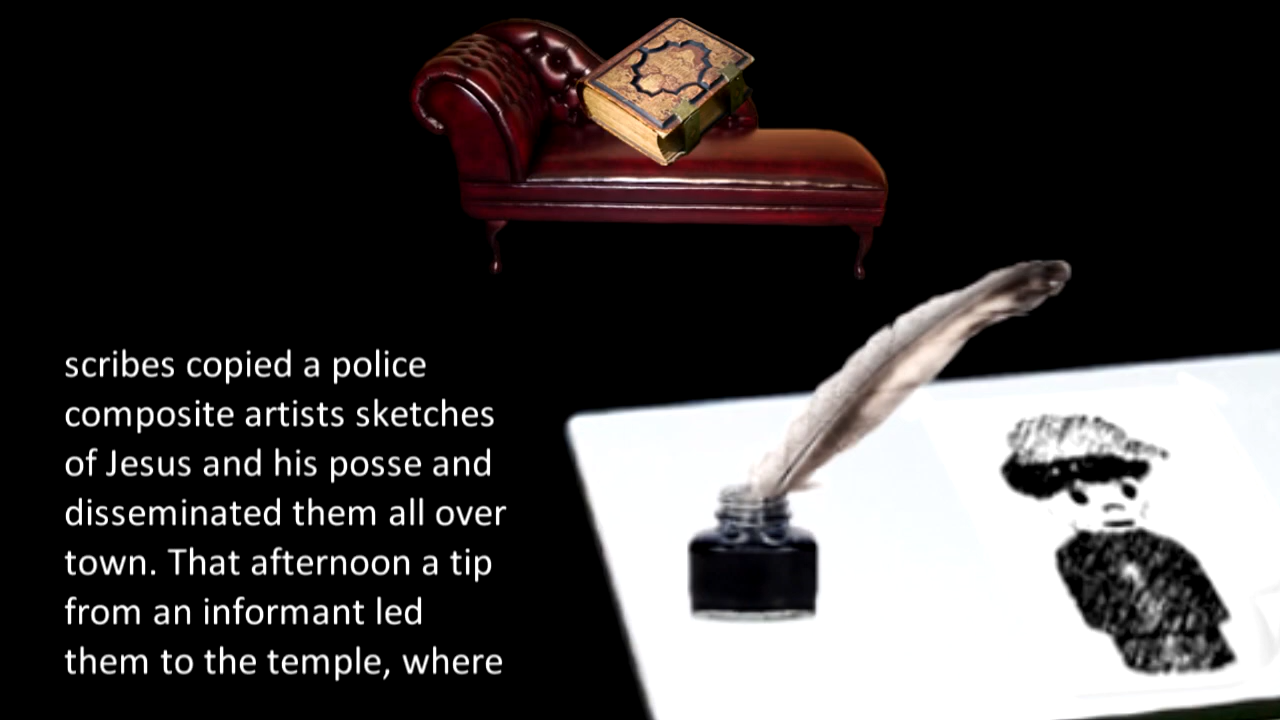 scribes copied a police
composite artists sketches
of Jesus and his posse and
disseminated them all over
town. That afternoon a tip
from an informant led
them to the temple, where